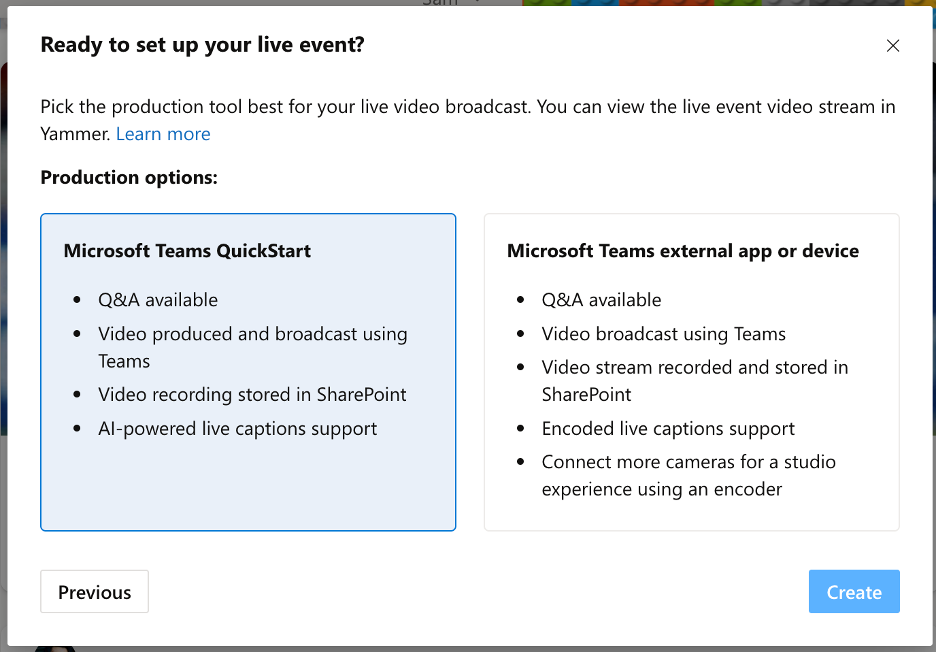 Sam
Ready to set up your live event?
Pick the production tool best for your live video broadcast. You can view the live event video stream in
Yammer. Learn more
Production options:
Microsoft Teams QuickStart
• Q&A available
• Video produced and broadcast using
Teams
• Video recording stored in SharePoint
• AI-powered live captions support
Microsoft Teams external app or device
• Q&A available
• Video broadcast using Teams
• Video stream recorded and stored in
SharePoint
• Encoded live captions support
• Connect more cameras for a studio
experience using an encoder
Previous
Create